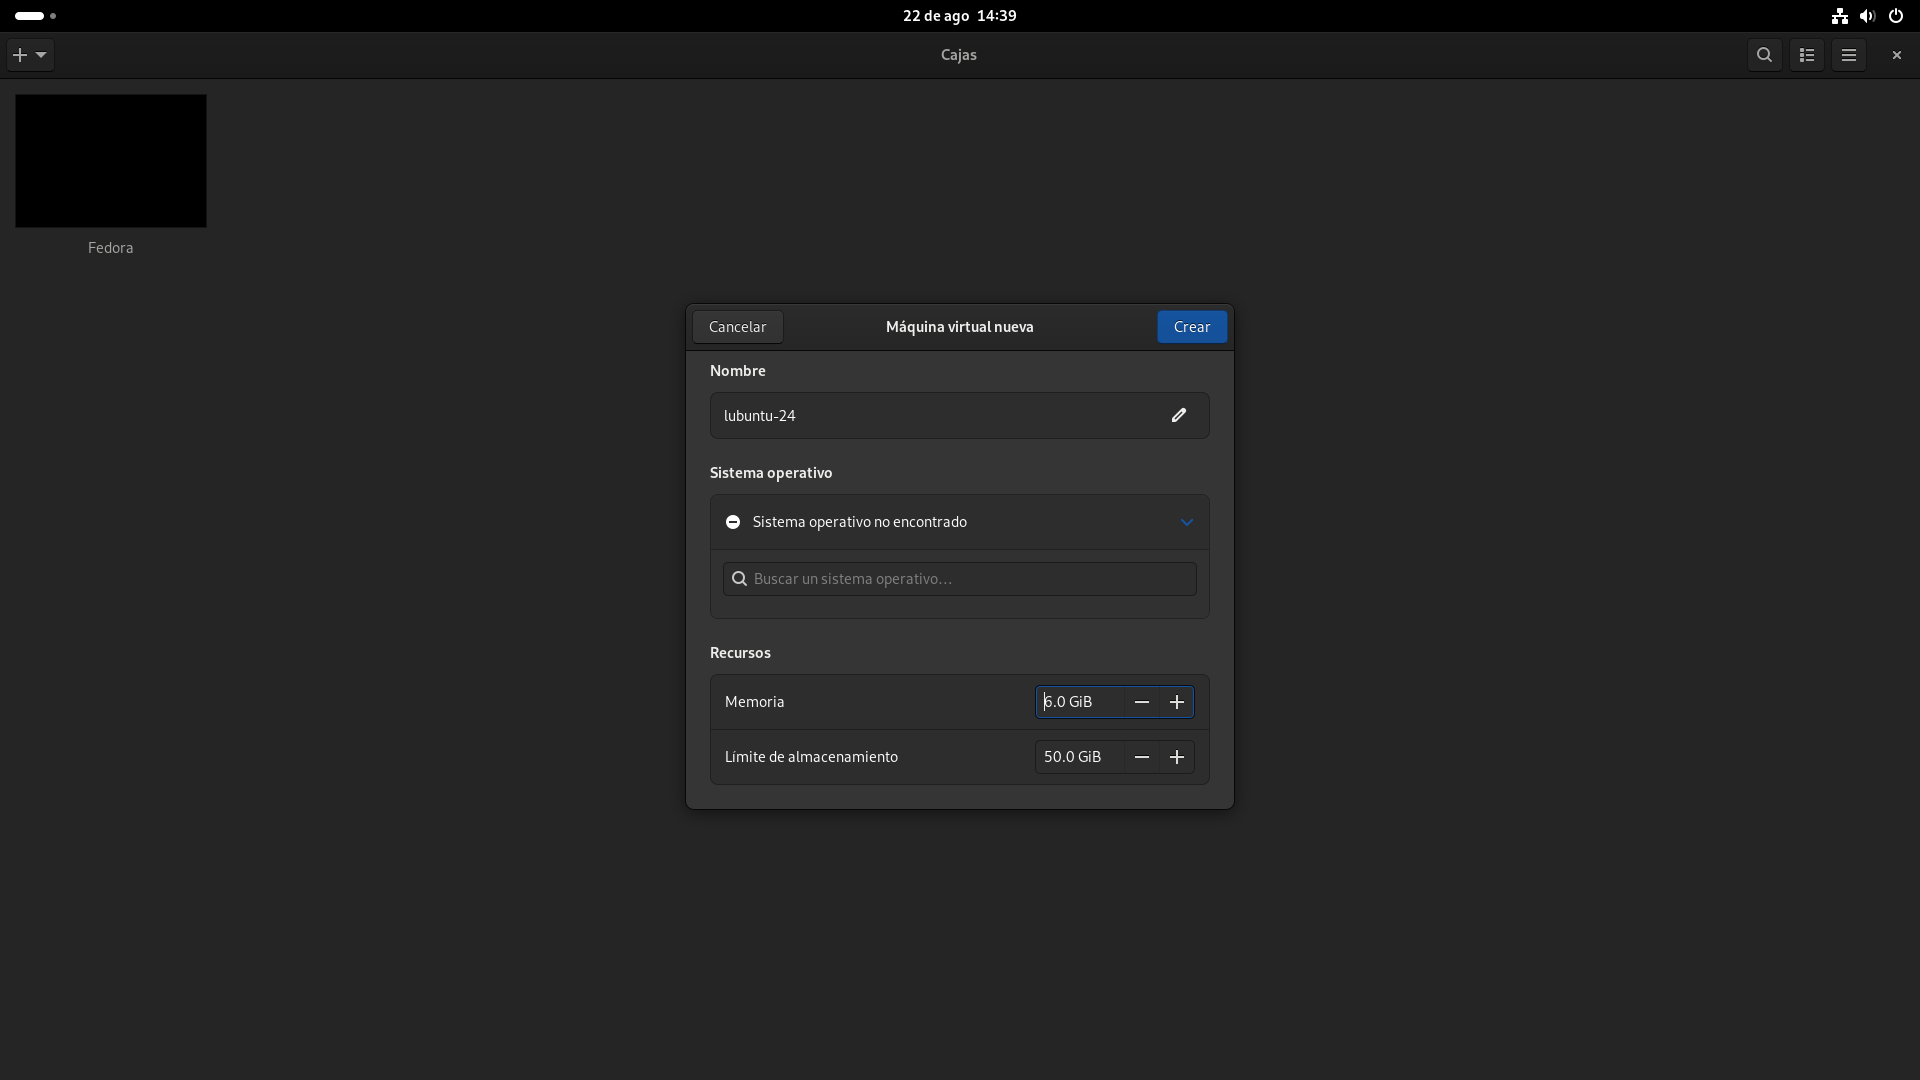 22 de ago 14:39
Cajas
Fedora
Cancelar
Máquina virtual nueva
Crear
Nombre
lubuntu-24
Sistema operativo
Sistema operativo no encontrado
Buscar un sistema operativo…
Recursos
Memoria
6.0 GiB
Límite de almacenamiento
50.0 GiB